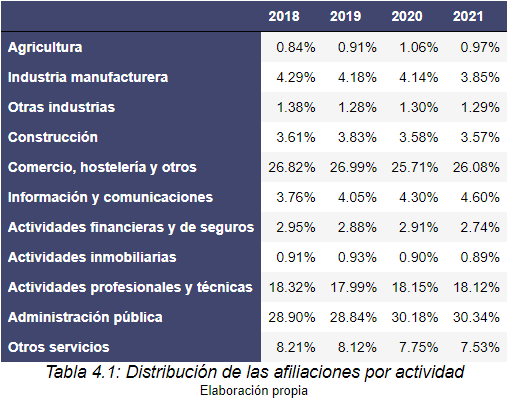 2018 2019 2020 2021
Agricultura 0.84% 0.91% 1.06% 0.97%
Industria manufacturera 4.29% 4.18% 4.14% 3.85%
Otras industrias 1.38% 1.28% 1.30% 1.29%
Construcción 3.61% 3.83% 3.58% 3.57%
Comercio, hostelería y otros 26.82% 26.99% 25.71% 26.08%
Información y comunicaciones 3.76% 4.05% 4.30% 4.60%
Actividades financieras y de seguros 2.95% 2.88% 2.91% 2.74%
Actividades inmobiliarias 0.91% 0.93% 0.90% 0.89%
Actividades profesionales y técnicas 18.32% 17.99% 18.15% 18.12%
Administración pública 28.90% 28.84% 30.18% 30.34%
Otros servicios 8.21% 8.12% 7.75% 7.53%
Tabla 4.1: Distribución de las afiliaciones por actividad
Elaboración propia